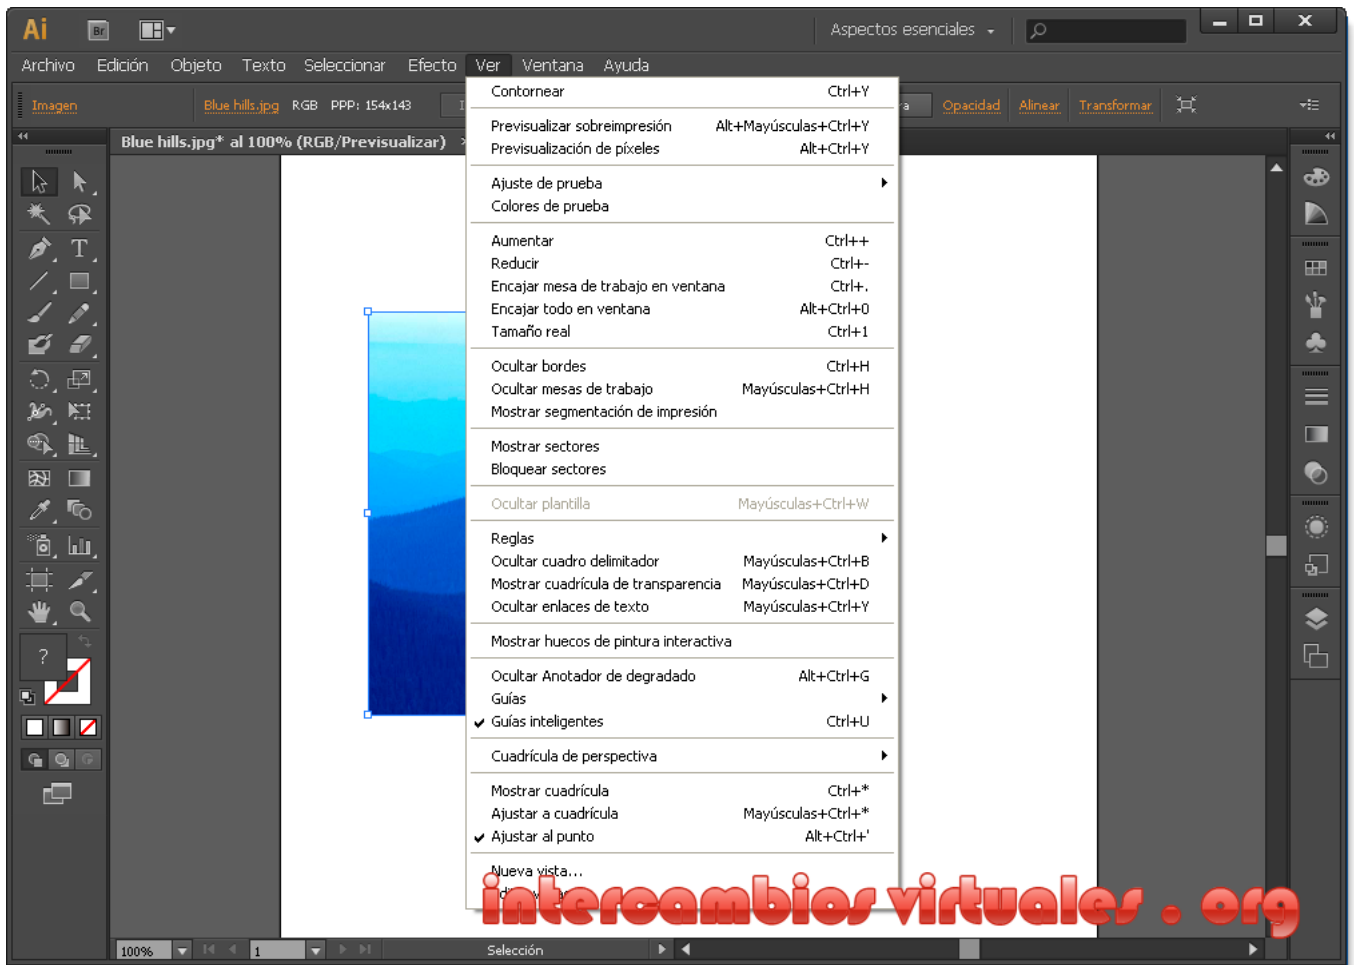 Ai Br Aspectos esenciales
Archivo Edición Objeto Texto Seleccionar Efecto Ver Ventana Ayuda
Imagen Blue hills.jpg RGB PPP: 154x143 Opacidad Alinear Transformar
Blue hills.jpg* al 100% (RGB/Previsualizar)
Contornear Ctrl+Y
Previsualizar sobreimpresión Alt+Mayúsculas+Ctrl+Y
Previsualización de píxeles Alt+Ctrl+Y
Ajuste de prueba
Colores de prueba
Aumentar Ctrl++
Reducir Ctrl+-
Encajar mesa de trabajo en ventana Ctrl+.
Encajar todo en ventana Alt+Ctrl+0
Tamaño real Ctrl+1
Ocultar bordes Ctrl+H
Ocultar mesas de trabajo Mayúsculas+Ctrl+H
Mostrar segmentación de impresión
Mostrar sectores
Bloquear sectores
Ocultar plantilla Mayúsculas+Ctrl+W
Reglas
Ocultar cuadro delimitador Mayúsculas+Ctrl+B
Mostrar cuadrícula de transparencia Mayúsculas+Ctrl+D
Ocultar enlaces de texto Mayúsculas+Ctrl+Y
Mostrar huecos de pintura interactiva
Ocultar Anotador de degradado Alt+Ctrl+G
Guías
Guías inteligentes Ctrl+U
Cuadrícula de perspectiva
Mostrar cuadrícula Ctrl+*
Ajustar a cuadrícula Mayúsculas+Ctrl+*
Ajustar al punto Alt+Ctrl+'
Nueva vista...
intercambios virtuales . org
100% 1 Selección